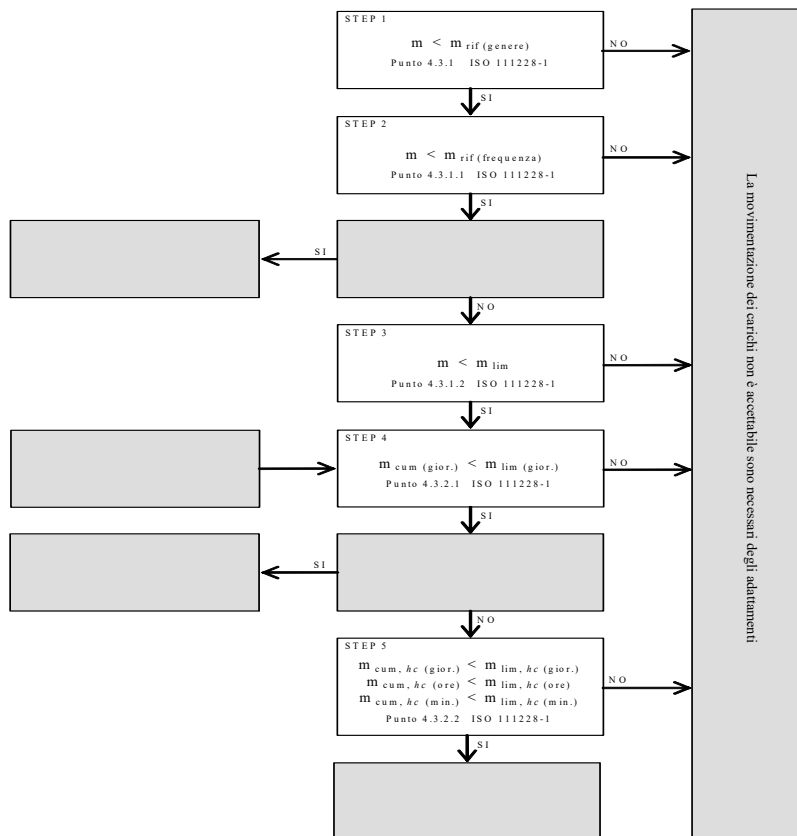 STEP 1
m < m rif (genere)
Punto 4.3.1 ISO 111228-1
NO
SI
STEP 2
m < m rif (frequenza)
Punto 4.3.1.1 ISO 111228-1
NO
SI
SI
NO
STEP 3
m < m lim
Punto 4.3.1.2 ISO 111228-1
NO
SI
STEP 4
m cum (gior.) < m lim (gior.)
Punto 4.3.2.1 ISO 111228-1
NO
SI
SI
NO
STEP 5
m cum, hc (gior.) < m lim, hc (gior.)
m cum, hc (ore) < m lim, hc (ore)
m cum, hc (min.) < m lim, hc (min.)
Punto 4.3.2.2 ISO 111228-1
NO
SI
La movimentazione dei carichi non è accettabile sono necessari degli adattamenti